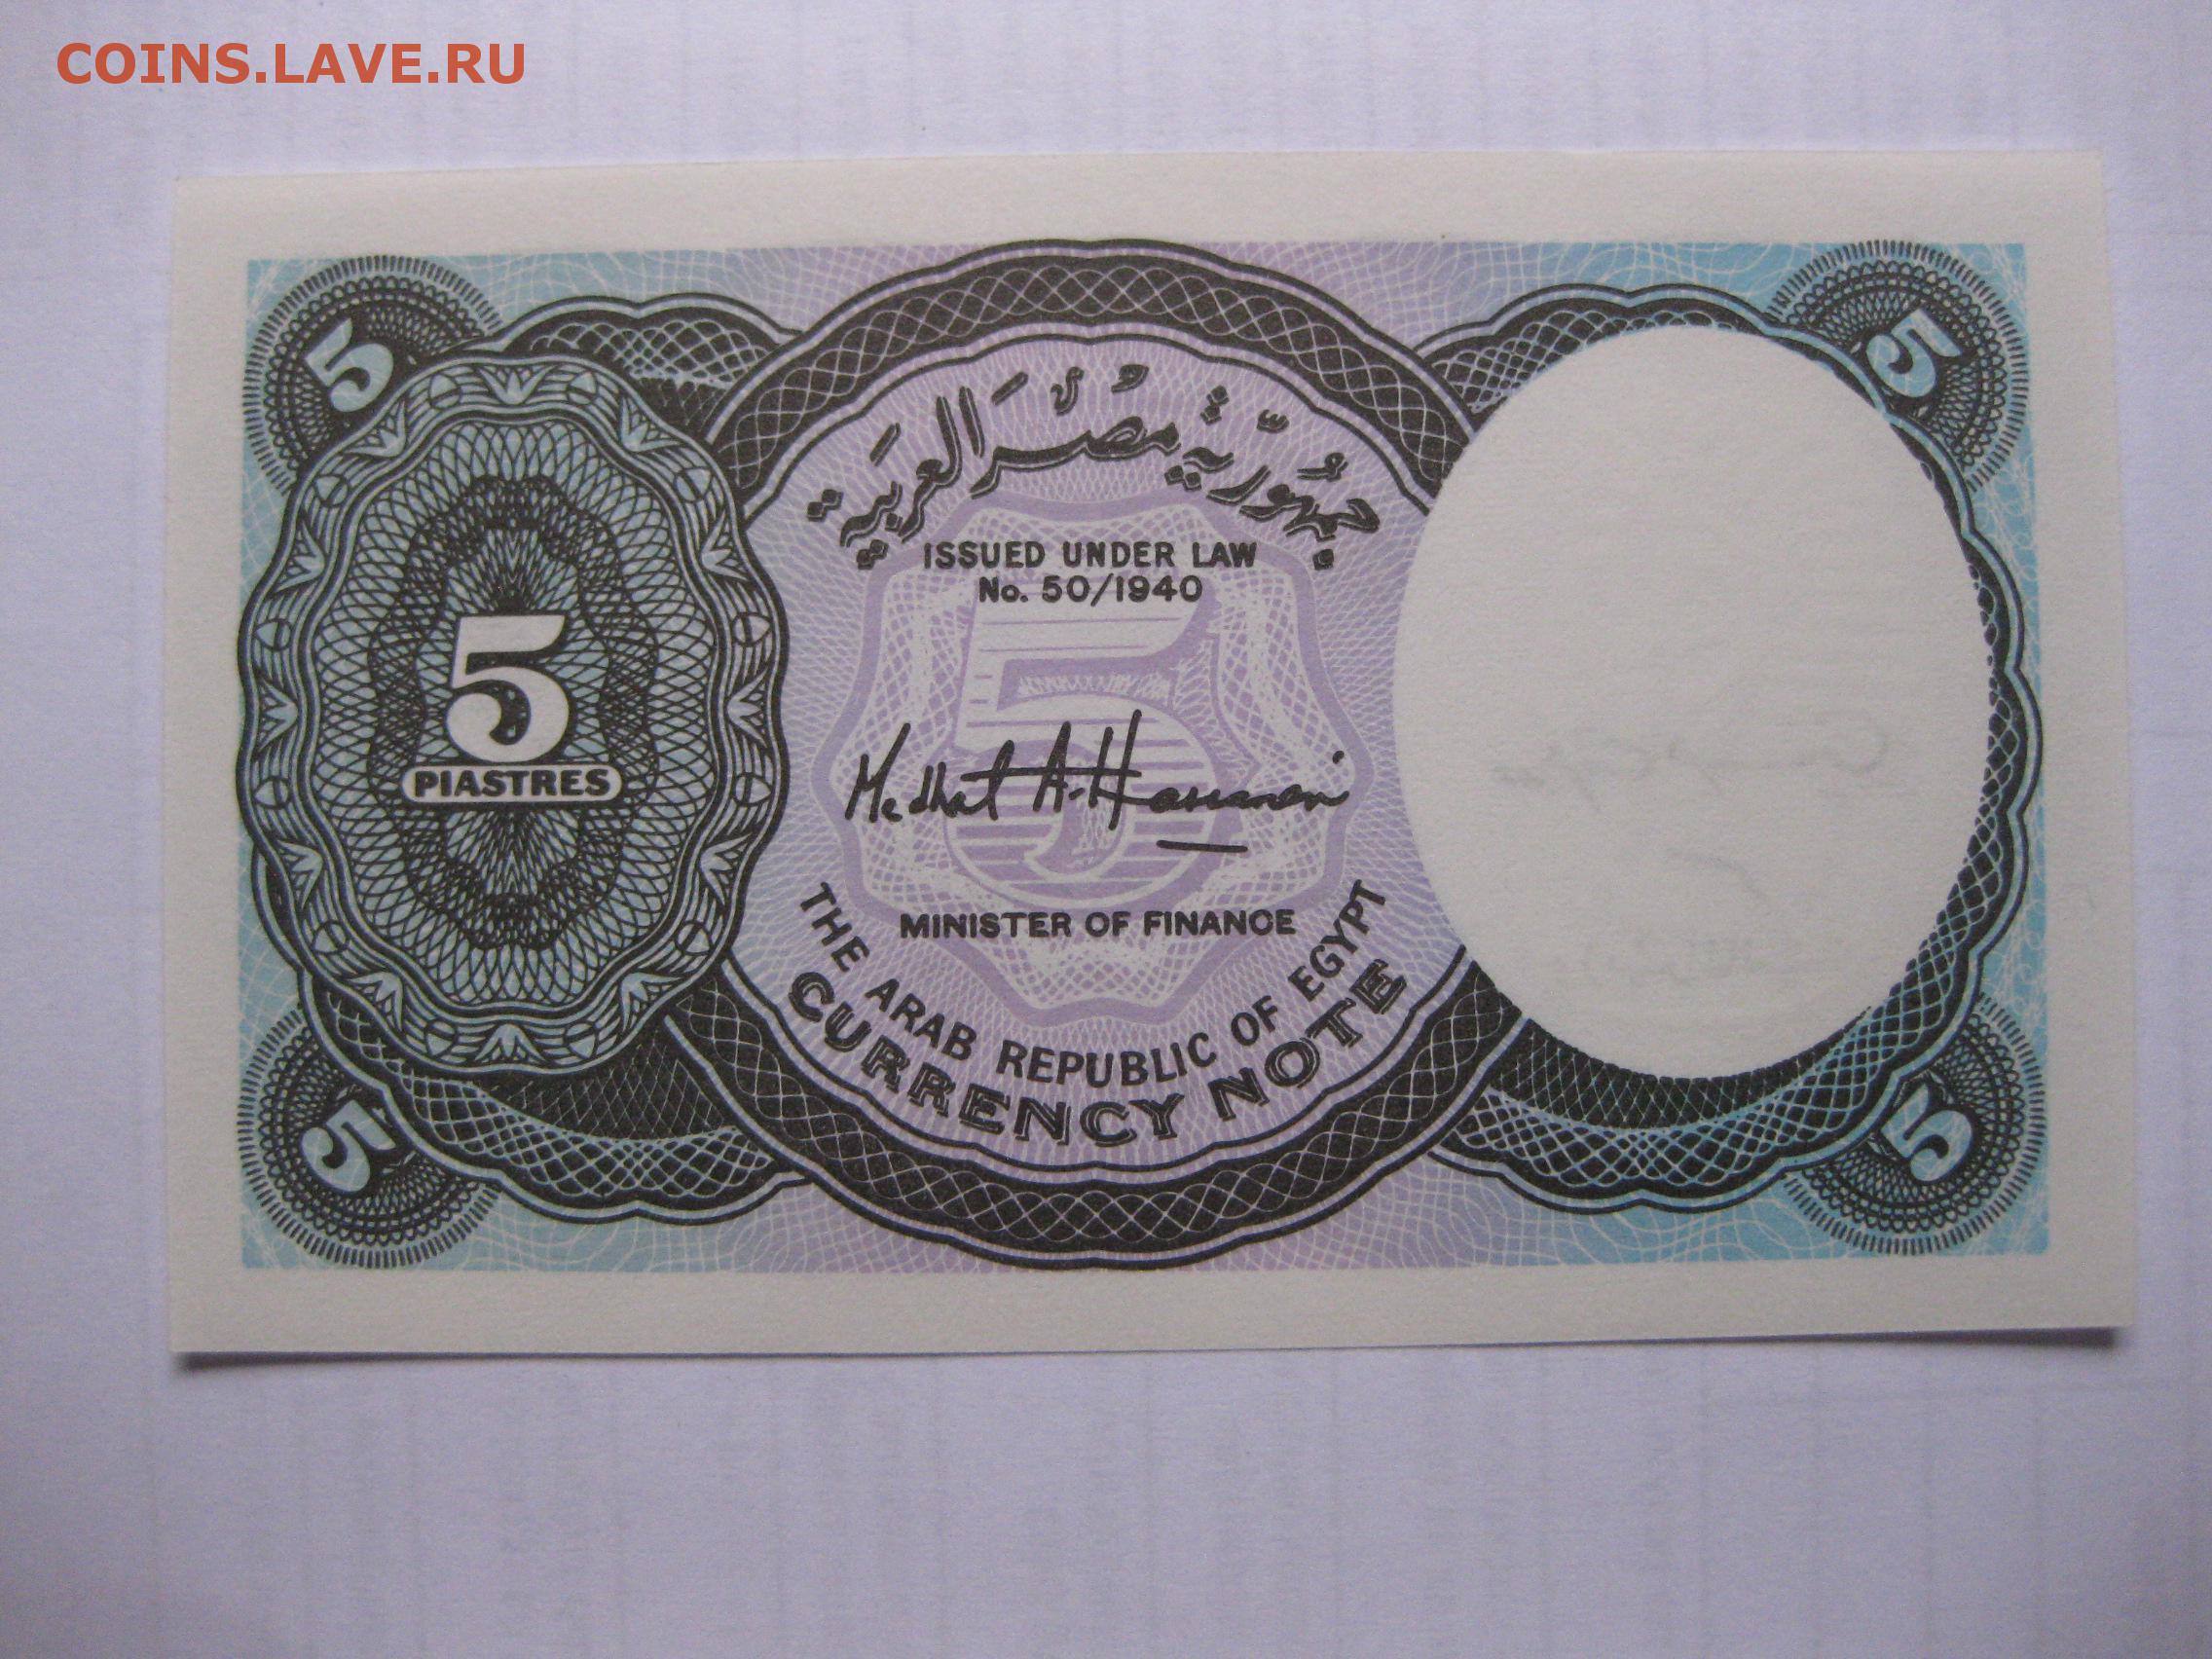 COINS.LAVE.RU
5
5
جمهورية مصر العربية
ISSUED UNDER LAW
No. 50/1940
5
5
PIASTRES
Medhat A. Hassanein
MINISTER OF FINANCE
THE ARAB REPUBLIC OF EGYPT
CURRENCY NOTE
5
5